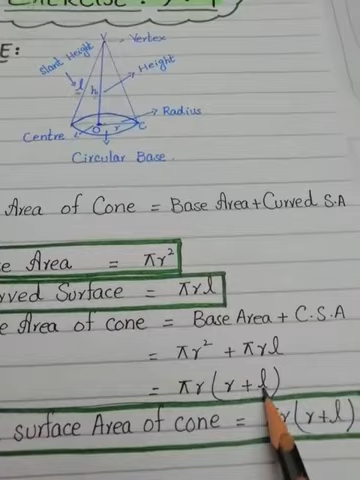 E:
Vertex
Slant Height
l
h
Height
Radius
O
r
C
Centre
Circular Base.
Area of Cone = Base Area + Curved S.A
Area = πr²
rved Surface = πrl
Area of cone = Base Area + C.S.A
= πr² + πrl
= πr(r+l)
surface Area of cone = r(r+l)